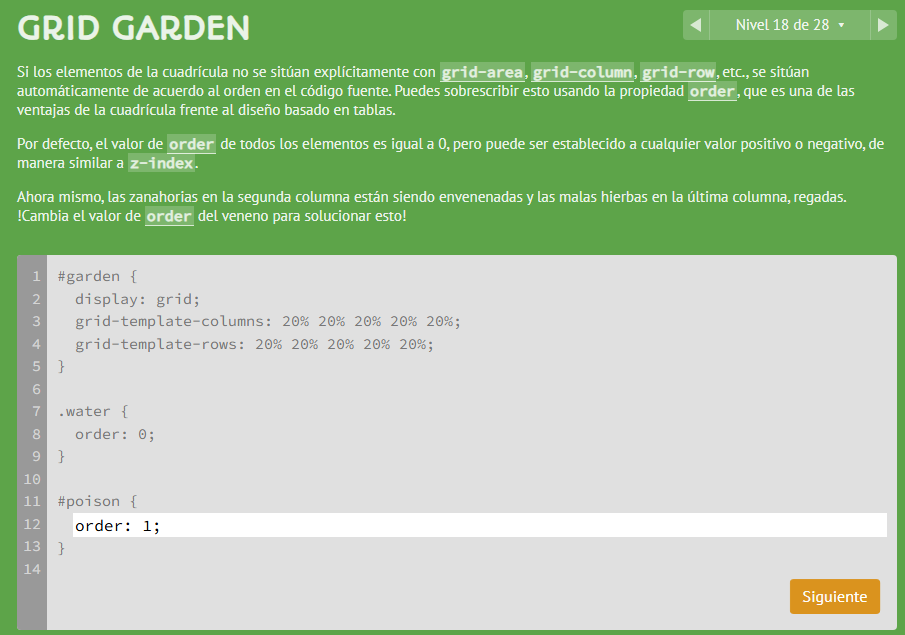 GRID GARDEN
Nivel 18 de 28
Si los elementos de la cuadrícula no se sitúan explícitamente con grid-area, grid-column, grid-row, etc., se sitúan
automáticamente de acuerdo al orden en el código fuente. Puedes sobrescribir esto usando la propiedad order, que es una de las
ventajas de la cuadrícula frente al diseño basado en tablas.
Por defecto, el valor de order de todos los elementos es igual a 0, pero puede ser establecido a cualquier valor positivo o negativo, de
manera similar a z-index.
Ahora mismo, las zanahorias en la segunda columna están siendo envenenadas y las malas hierbas en la última columna, regadas.
!Cambia el valor de order del veneno para solucionar esto!
1 #garden {
2 display: grid;
3 grid-template-columns: 20% 20% 20% 20% 20%;
4 grid-template-rows: 20% 20% 20% 20% 20%;
5 }
6
7 .water {
8 order: 0;
9 }
10
11 #poison {
12 order: 1;
13 }
14
Siguiente